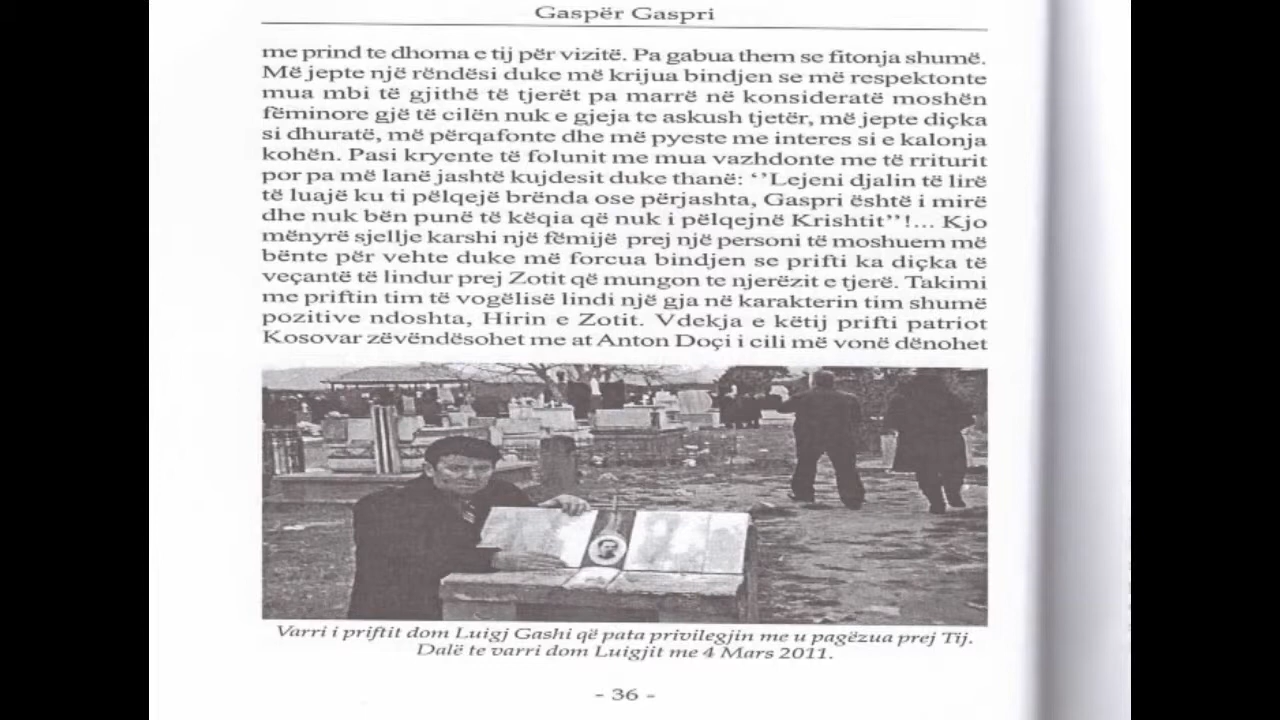 Gaspër Gaspri
me prind te dhoma e tij për vizitë. Pa gabua them se fitonja shumë.
Më jepte një rëndësi duke më krijua bindjen se më respektonte
mua mbi të gjithë të tjerët pa marrë në konsideratë moshën
fëminore gjë të cilën nuk e gjeja te askush tjetër, më jepte diçka
si dhuratë, më përqafonte dhe më pyeste me interes si e kalonja
kohën. Pasi kryente të folunit me mua vazhdonte me të rriturit
por pa më lanë jashtë kujdesit duke thanë: ‘’Lejeni djalin të lirë
të luajë ku ti pëlqejë brënda ose përjashta, Gaspri është i mirë
dhe nuk bën punë të këqia që nuk i pëlqejnë Krishtit’’!... Kjo
mënyrë sjellje karshi një fëmijë prej një personi të moshuem më
bënte për vehte duke më forcua bindjen se prifti ka diçka të
veçantë të lindur prej Zotit që mungon te njerëzit e tjerë. Takimi
me priftin tim të vogëlisë lindi një gja në karakterin tim shumë
pozitive ndoshta, Hirin e Zotit. Vdekja e këtij prifti patriot
Kosovar zëvëndësohet me at Anton Doçi i cili më vonë dënohet
Varri i priftit dom Luigj Gashi që pata privilegjin me u pagëzua prej Tij.
Dalë te varri dom Luigjit me 4 Mars 2011.
- 36 -